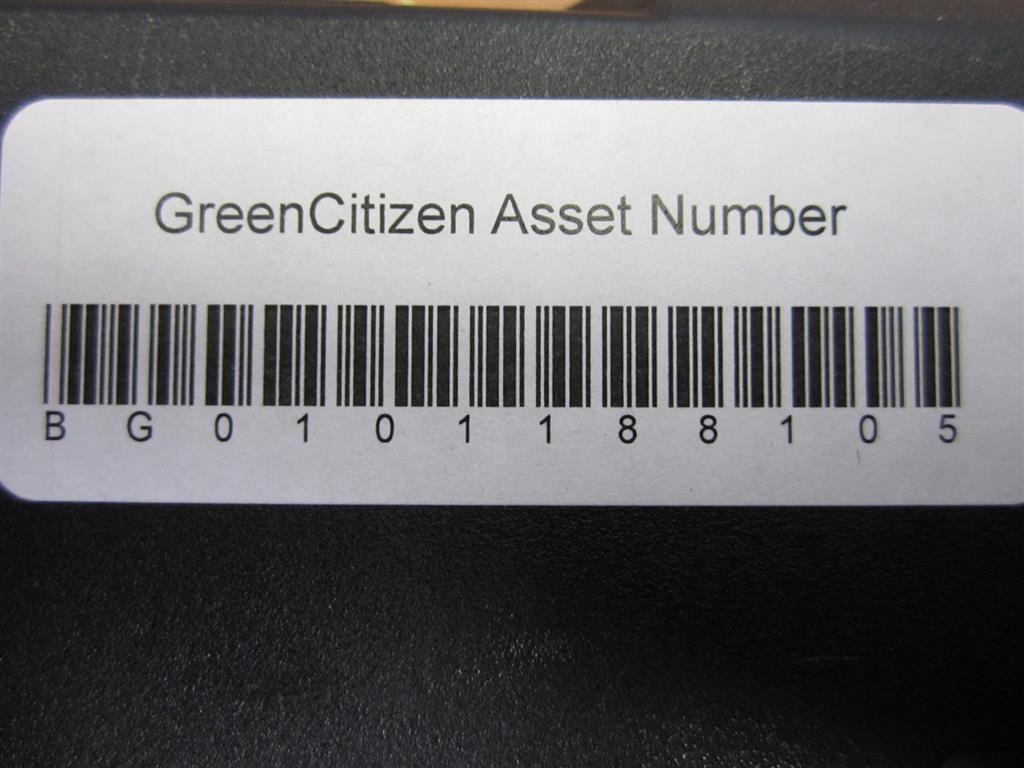 GreenCitizen Asset Number
B G 0 1 0 1 1 8 8 1 0 5